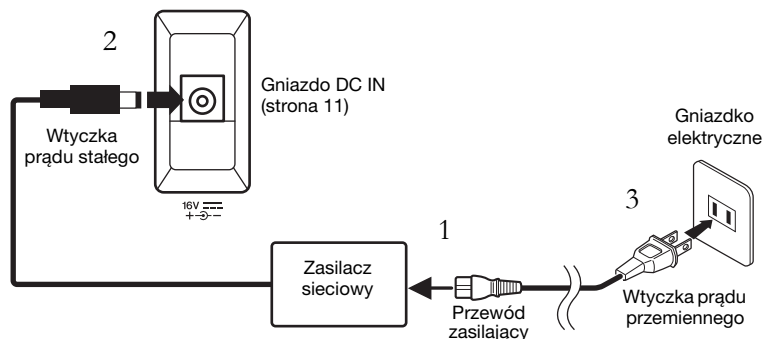 2
Gniazdo DC IN
(strona 11)
Wtyczka
prądu stałego
16V
Gniazdko
elektryczne
3
1
Zasilacz
sieciowy
Przewód
zasilający
Wtyczka prądu
przemiennego